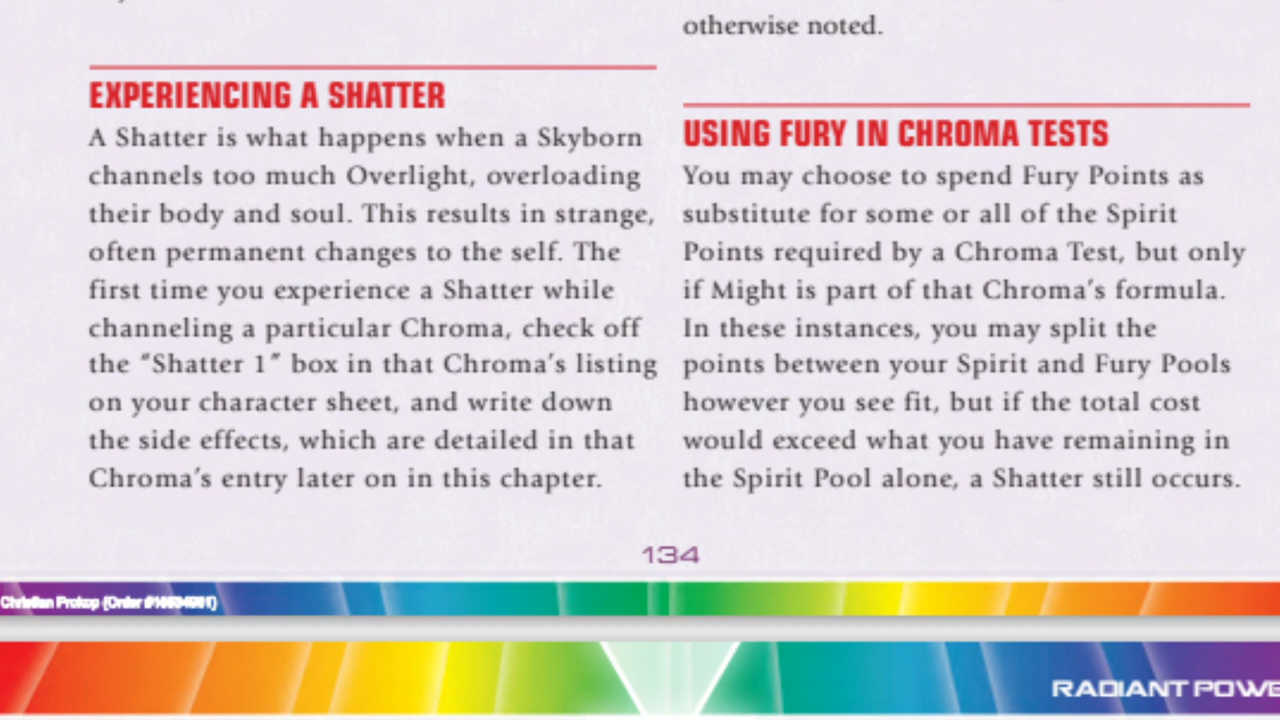 EXPERIENCING A SHATTER
A Shatter is what happens when a Skyborn
channels too much Overlight, overloading
their body and soul. This results in strange,
often permanent changes to the self. The
first time you experience a Shatter while
channeling a particular Chroma, check off
the “Shatter 1” box in that Chroma’s listing
on your character sheet, and write down
the side effects, which are detailed in that
Chroma’s entry later on in this chapter.
otherwise noted.
USING FURY IN CHROMA TESTS
You may choose to spend Fury Points as
substitute for some or all of the Spirit
Points required by a Chroma Test, but only
if Might is part of that Chroma’s formula.
In these instances, you may split the
points between your Spirit and Fury Pools
however you see fit, but if the total cost
would exceed what you have remaining in
the Spirit Pool alone, a Shatter still occurs.
134
Christian Prokop (Order
RADIANT POWE